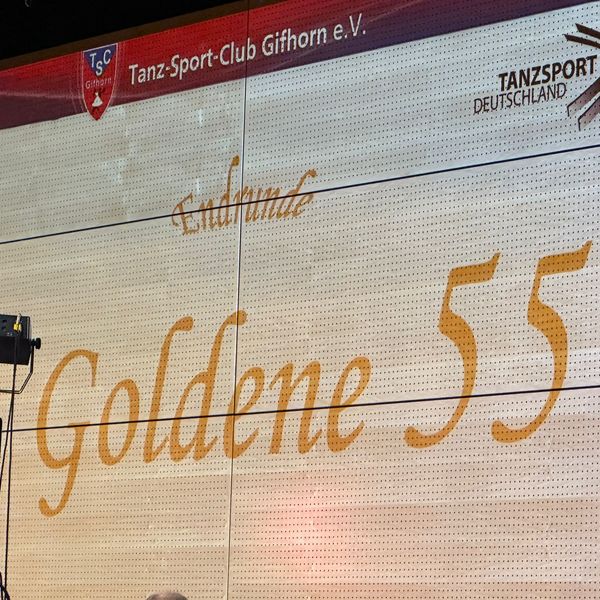 TSC
Gifhorn
Tanz-Sport-Club Gifhorn e.V.
TANZSPORT
DEUTSCHLAND
Endrunde
Goldene 55